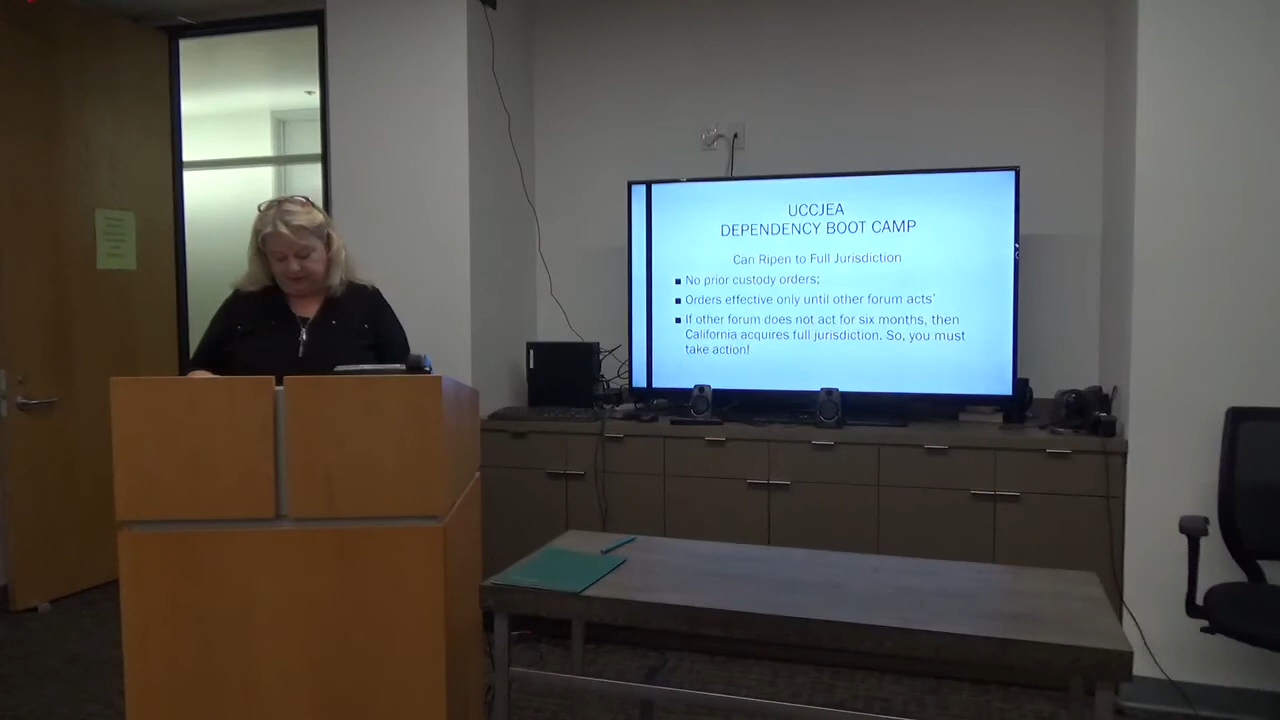 UCCJEA
DEPENDENCY BOOT CAMP
Can Ripen to Full Jurisdiction
■ No prior custody orders;
■ Orders effective only until other forum acts’
■ If other forum does not act for six months, then
California acquires full jurisdiction. So, you must
take action!